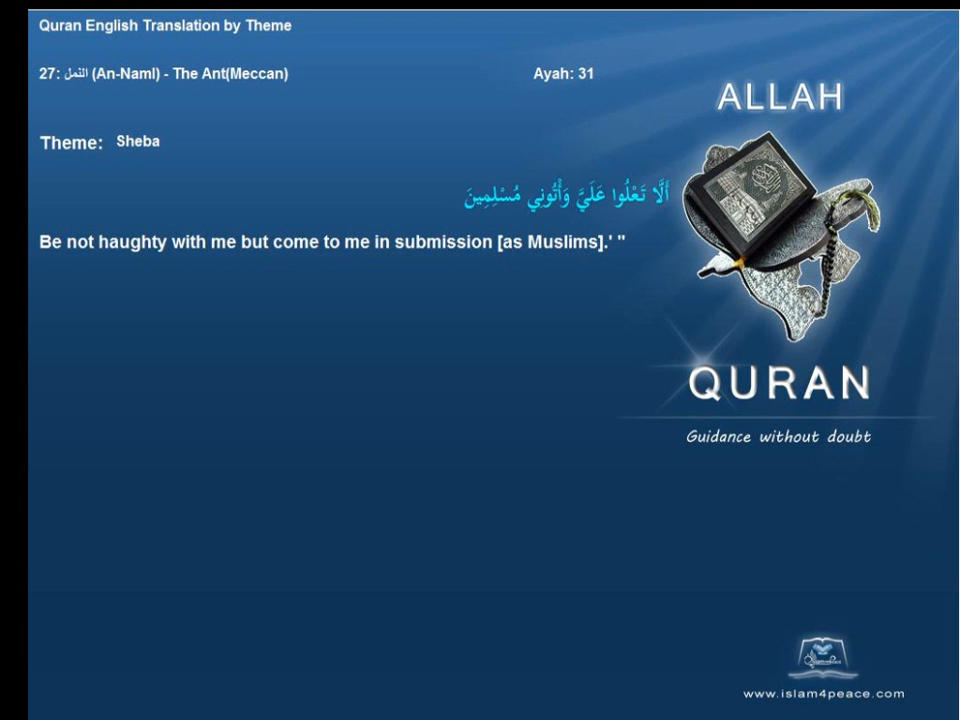 Quran English Translation by Theme
27: النمل (An-Naml) - The Ant(Meccan)
Ayah: 31
Theme: Sheba
أَلَّا تَعْلُوا عَلَيَّ وَأْتُونِي مُسْلِمِينَ
Be not haughty with me but come to me in submission [as Muslims].' "
ALLAH
QURAN
Guidance without doubt
www.islam4peace.com